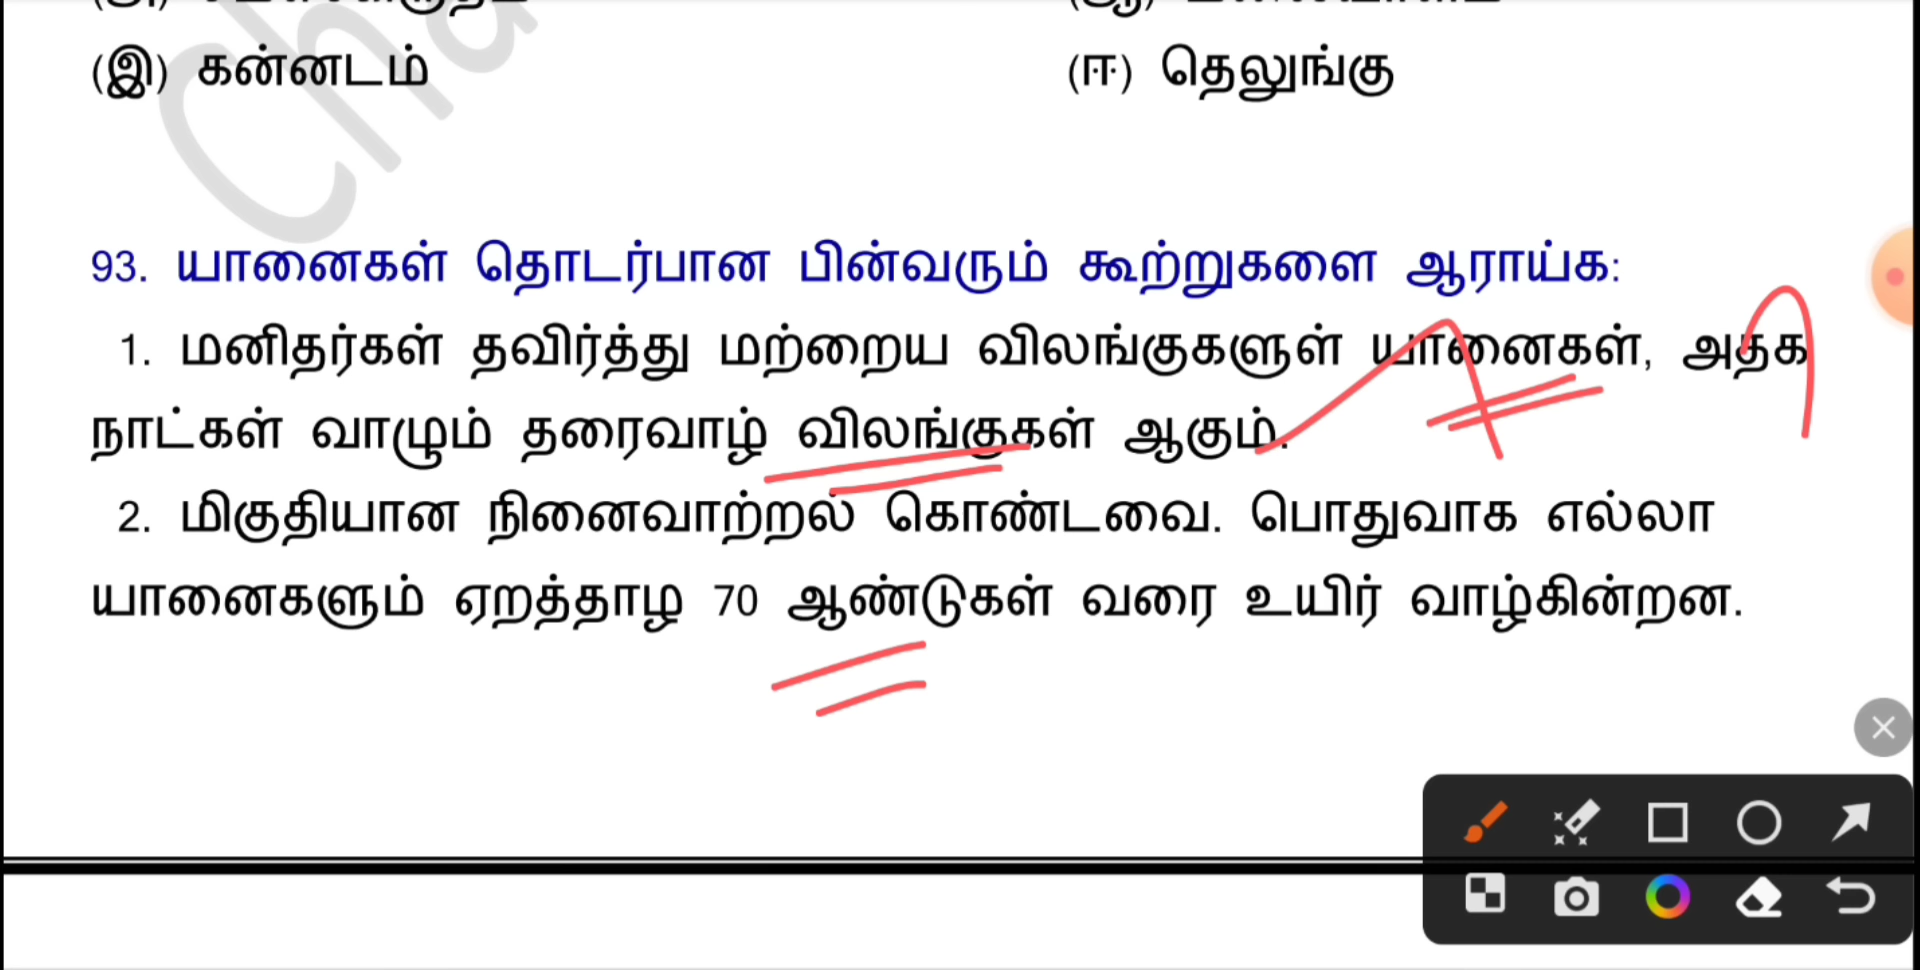 (இ) கன்னடம் (ஈ) தெலுங்கு
93. யானைகள் தொடர்பான பின்வரும் கூற்றுகளை ஆராய்க:
1. மனிதர்கள் தவிர்த்து மற்றைய விலங்குகளுள் யானைகள், அதக
நாட்கள் வாழும் தரைவாழ் விலங்குகள் ஆகும்.
2. மிகுதியான நினைவாற்றல் கொண்டவை. பொதுவாக எல்லா
யானைகளும் ஏறத்தாழ 70 ஆண்டுகள் வரை உயிர் வாழ்கின்றன.